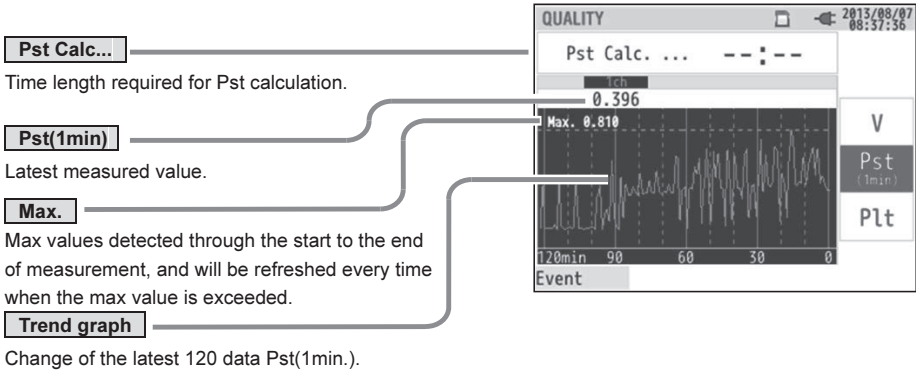 Pst Calc...
Time length required for Pst calculation.
Pst(1min)
Latest measured value.
Max.
Max values detected through the start to the end
of measurement, and will be refreshed every time
when the max value is exceeded.
Trend graph
Change of the latest 120 data Pst(1min.).
QUALITY
2013/08/07
08:37:36
Pst Calc. ... --:--
1ch
0.396
Max. 0.810
120min 90 60 30 0
Event
V
Pst
(1min)
Plt